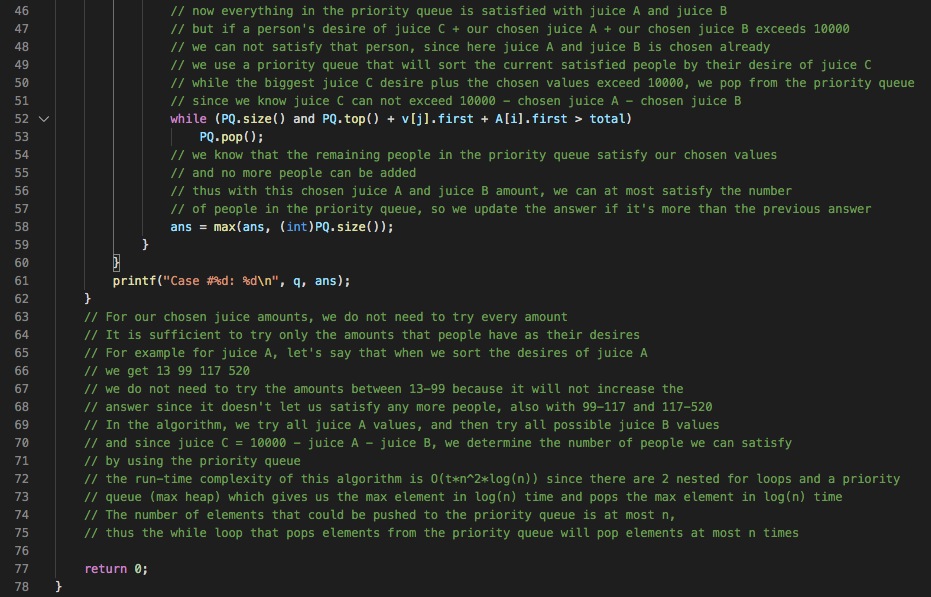 46 // now everything in the priority queue is satisfied with juice A and juice B
47 // but if a person's desire of juice C + our chosen juice A + our chosen juice B exceeds 10000
48 // we can not satisfy that person, since here juice A and juice B is chosen already
49 // we use a priority queue that will sort the current satisfied people by their desire of juice C
50 // while the biggest juice C desire plus the chosen values exceed 10000, we pop from the priority queue
51 // since we know juice C can not exceed 10000 - chosen juice A - chosen juice B
52 while (PQ.size() and PQ.top() + v[j].first + A[i].first > total)
53 PQ.pop();
54 // we know that the remaining people in the priority queue satisfy our chosen values
55 // and no more people can be added
56 // thus with this chosen juice A and juice B amount, we can at most satisfy the number
57 // of people in the priority queue, so we update the answer if it's more than the previous answer
58 ans = max(ans, (int)PQ.size());
59 }
60 }
61 printf("Case #%d: %d\n", q, ans);
62 }
63 // For our chosen juice amounts, we do not need to try every amount
64 // It is sufficient to try only the amounts that people have as their desires
65 // For example for juice A, let's say that when we sort the desires of juice A
66 // we get 13 99 117 520
67 // we do not need to try the amounts between 13-99 because it will not increase the
68 // answer since it doesn't let us satisfy any more people, also with 99-117 and 117-520
69 // In the algorithm, we try all juice A values, and then try all possible juice B values
70 // and since juice C = 10000 - juice A - juice B, we determine the number of people we can satisfy
71 // by using the priority queue
72 // the run-time complexity of this algorithm is O(t*n^2*log(n)) since there are 2 nested for loops and a priority
73 // queue (max heap) which gives us the max element in log(n) time and pops the max element in log(n) time
74 // The number of elements that could be pushed to the priority queue is at most n,
75 // thus the while loop that pops elements from the priority queue will pop elements at most n times
76
77 return 0;
78 }